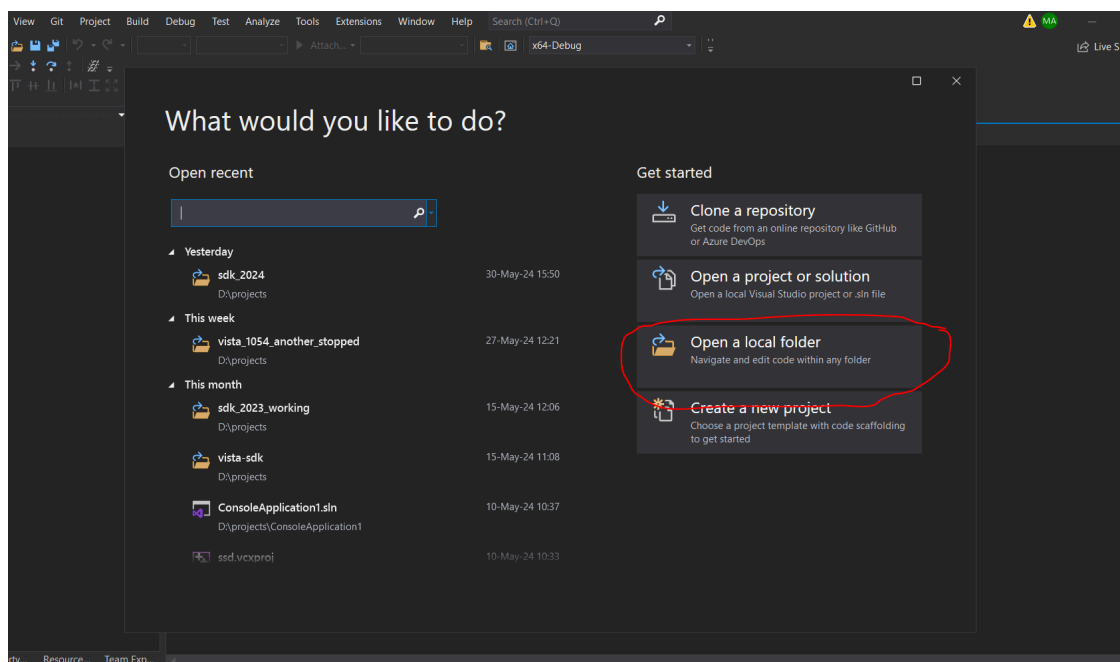 View Git Project Build Debug Test Analyze Tools Extensions Window Help Search (Ctrl+Q) MA
Attach... x64-Debug Live S
What would you like to do?
Open recent
Yesterday
sdk_2024 30-May-24 15:50
D:\projects
This week
vista_1054_another_stopped 27-May-24 12:21
D:\projects
This month
sdk_2023_working 15-May-24 12:06
D:\projects
vista-sdk 15-May-24 11:08
D:\projects
ConsoleApplication1.sln 10-May-24 10:37
D:\projects\ConsoleApplication1
ssd.vcxproj 10-May-24 10:33
Get started
Clone a repository
Get code from an online repository like GitHub
or Azure DevOps
Open a project or solution
Open a local Visual Studio project or .sln file
Open a local folder
Navigate and edit code within any folder
Create a new project
Choose a project template with code scaffolding
to get started
rty... Resource... Team Exp...